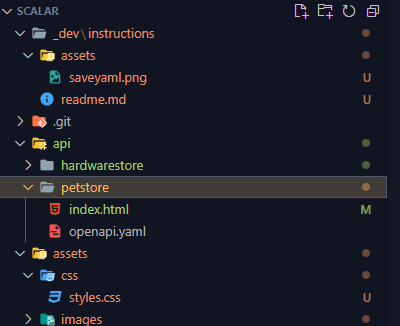 SCALAR
_dev\instructions
assets
saveyaml.png U
readme.md U
.git
api
hardwarestore
petstore
index.html M
openapi.yaml
assets
css
styles.css U
images